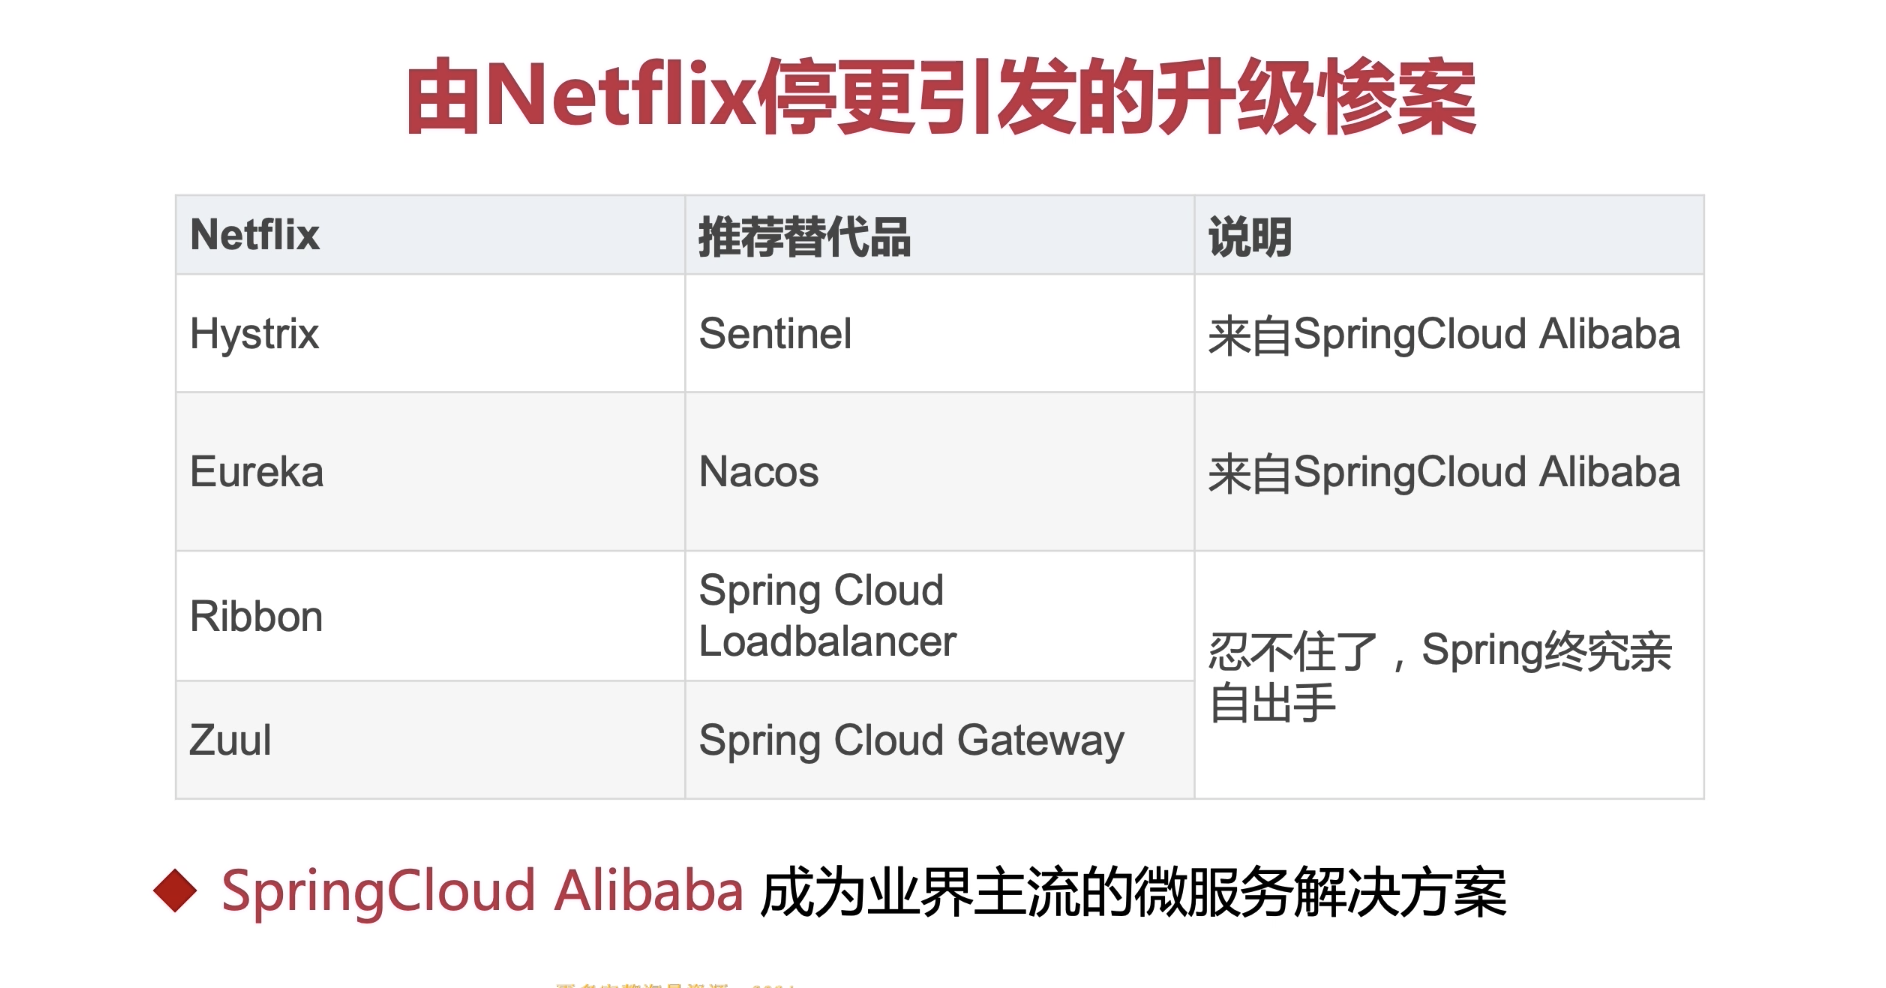 由Netflix停更引发的升级惨案
Netflix 推荐替代品 说明
Hystrix Sentinel 来自SpringCloud Alibaba
Eureka Nacos 来自SpringCloud Alibaba
Ribbon Spring Cloud
Loadbalancer
忍不住了，Spring终究亲
自出手
Zuul Spring Cloud Gateway
SpringCloud Alibaba 成为业界主流的微服务解决方案